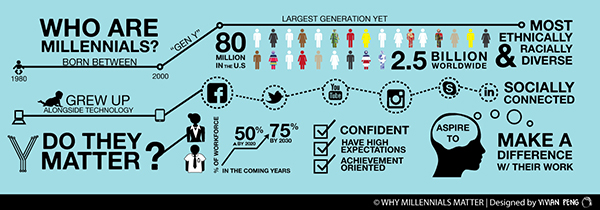 WHO ARE
MILLENNIALS?
BORN BETWEEN
1980
2000
"GEN Y"
LARGEST GENERATION YET
80
MILLION
IN THE U.S
2.5 BILLION
WORLDWIDE
MOST
ETHNICALLY
& RACIALLY
DIVERSE
GREW UP
ALONGSIDE TECHNOLOGY
f
You
Tube
S
in
SOCIALLY
CONNECTED
Y DO THEY
MATTER?
% OF WORKFORCE
50%
BY 2020
75%
BY 2030
IN THE COMING YEARS
CONFIDENT
HAVE HIGH
EXPECTATIONS
ACHIEVEMENT
ORIENTED
ASPIRE
TO
MAKE A
DIFFERENCE
W/ THEIR WORK
© WHY MILLENNIALS MATTER | Designed by VIVIAN PENG